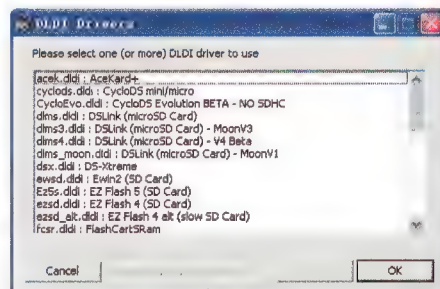 DLDI Drivers
Please select one (or more) DLDI driver to use
acek.dldi : AceKard+
cyclods.dldi : CycloDS mini/micro
CycloEvo.dldi : CycloDS Evolution BETA - NO SDHC
dlms.dldi : DSLink (microSD Card)
dlms3.dldi : DSLink (microSD Card) - MoonV3
dlms4.dldi : DSLink (microSD Card) - V4 Beta
dlms_moon.dldi : DSLink (microSD Card) - MoonV1
dsx.dldi : DS-Xtreme
ewsd.dldi : Ewin2 (SD Card)
Ez5s.dldi : EZ Flash 5 (SD Card)
ezsd.dldi : EZ Flash 4 (SD Card)
ezsd_alt.dldi : EZ Flash 4 alt (slow SD Card)
fcsr.dldi : FlashCartSRam
Cancel
OK